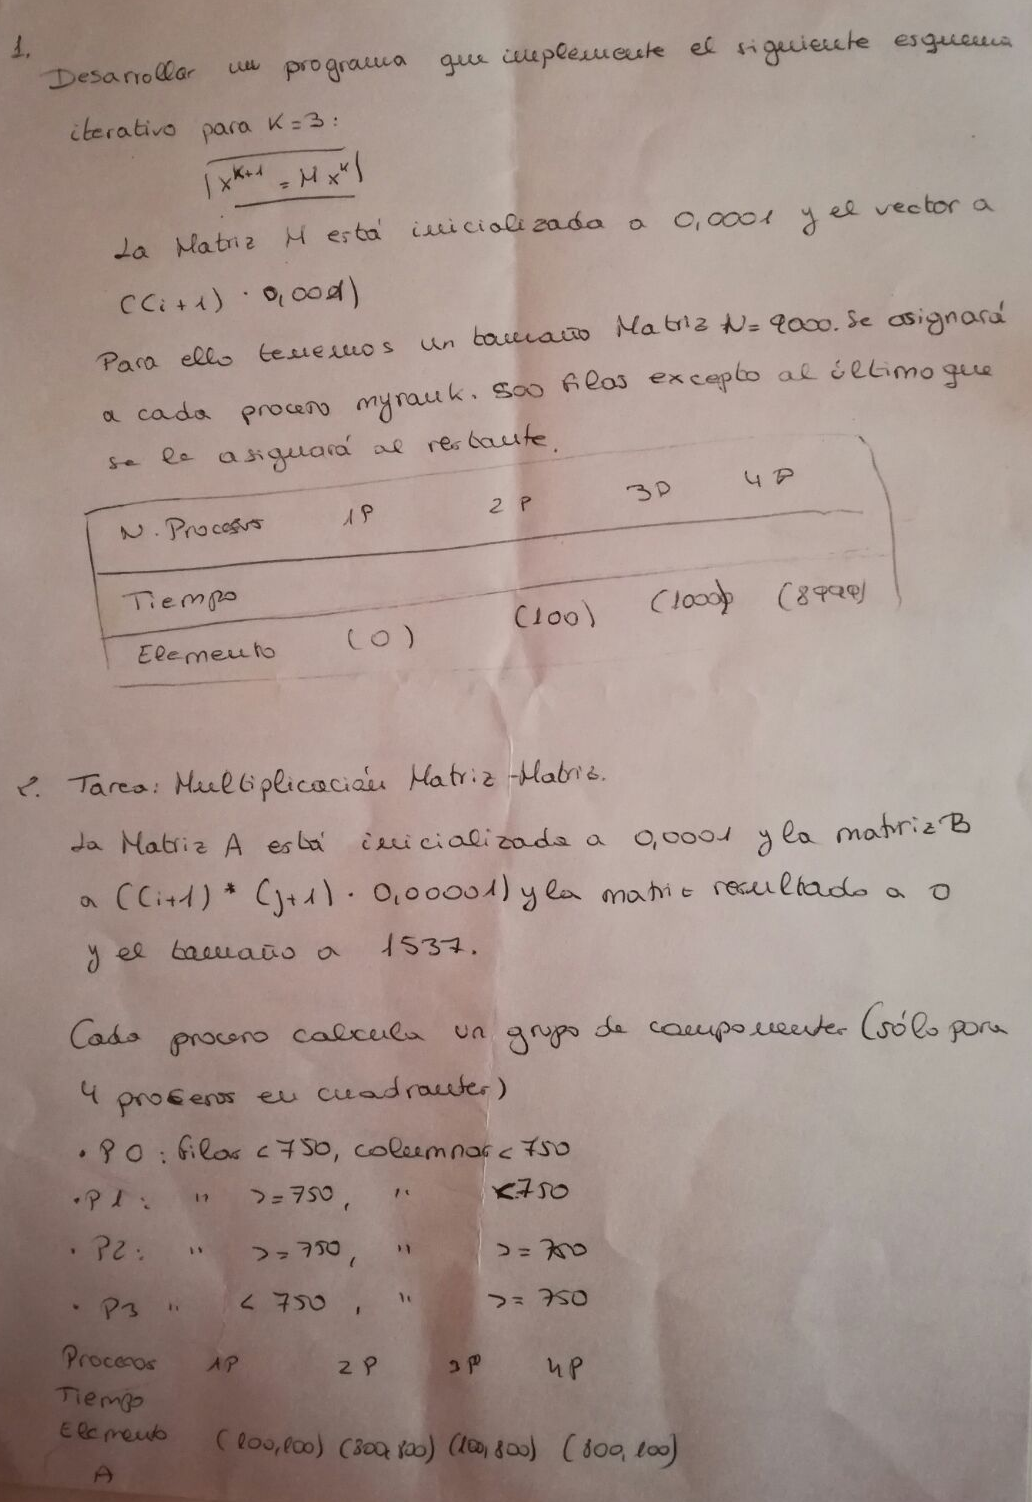 1.
Desarrollar un programa que implemente el siguiente esquema
iterativo para K=3:
|x^{K+1} = M x^K|
La Matriz M está inicializada a 0,0001 y el vector a
((i+1) · 0,001)
Para ello tenemos un tamaño Matriz N= 9000. Se asignará
a cada proceso myrank. 500 filas excepto al último que
se le asignará al restante.
N. Procesos 1P 2P 3P 4P
Tiempo
Elemento (0) (100) (1000) (8999)
2. Tarea: Multiplicación Matriz-Matriz.
La Matriz A está inicializada a 0,0001 y la matriz B
a ((i+1) * (j+1) · 0,00001) y la matriz resultado a 0
y el tamaño a 1537.
Cada proceso calcula un grupo de componentes (sólo para
4 procesos en cuadrantes)
· P0: filas < 750, columnas < 750
· P1: " >= 750, " < 750
· P2: " >= 750, " >= 750
· P3 " < 750, " >= 750
Procesos 1P 2P 3P 4P
Tiempo
Elemento (100,100) (800,800) (100,800) (800,100)
A